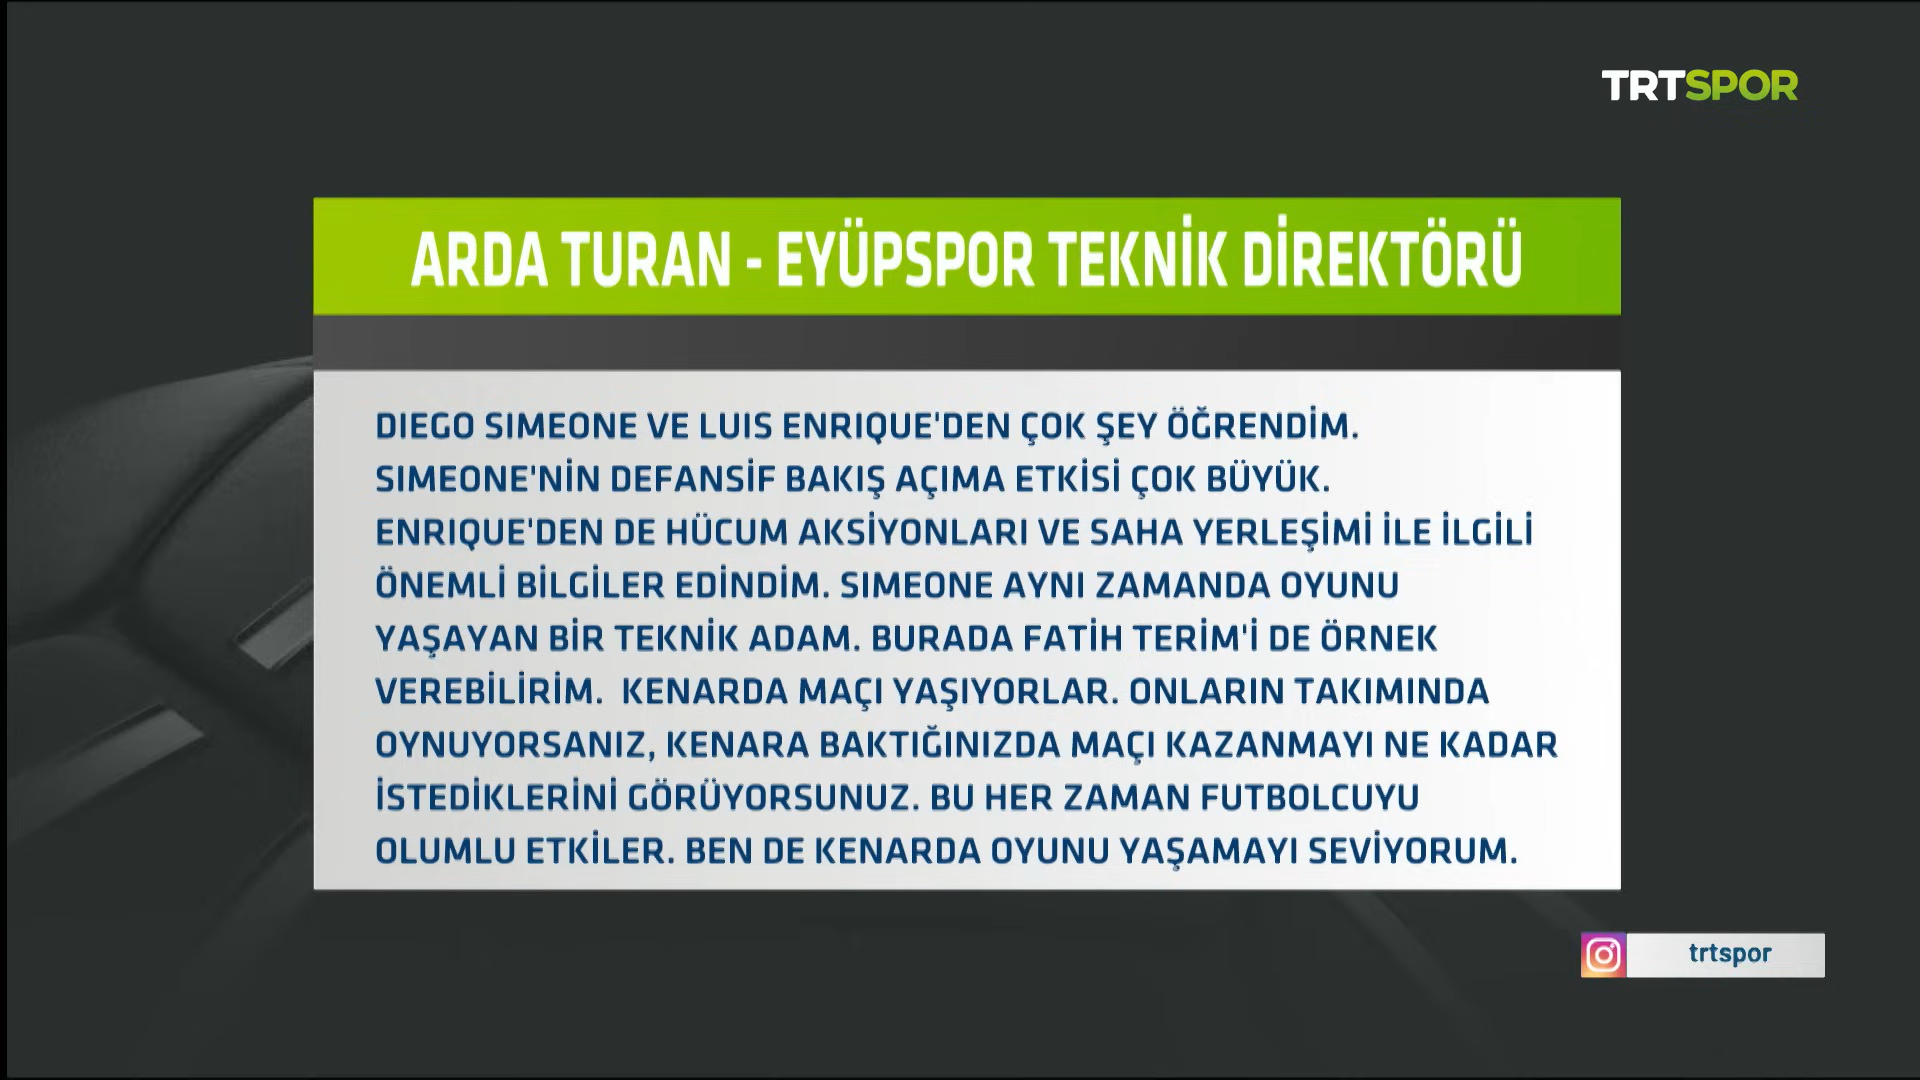 TRTSPOR
ARDA TURAN - EYÜPSPOR TEKNİK DİREKTÖRÜ
DIEGO SIMEONE VE LUIS ENRIQUE'DEN ÇOK ŞEY ÖĞRENDİM.
SIMEONE'NİN DEFANSİF BAKIŞ AÇIMA ETKİSİ ÇOK BÜYÜK.
ENRIQUE'DEN DE HÜCUM AKSİYONLARI VE SAHA YERLEŞİMİ İLE İLGİLİ
ÖNEMLİ BİLGİLER EDİNDİM. SIMEONE AYNI ZAMANDA OYUNU
YAŞAYAN BİR TEKNİK ADAM. BURADA FATİH TERİM'İ DE ÖRNEK
VEREBİLİRİM.  KENARDA MAÇI YAŞIYORLAR. ONLARIN TAKIMINDA
OYNUYORSANIZ, KENARA BAKTIĞINIZDA MAÇI KAZANMAYI NE KADAR
İSTEDİKLERİNİ GÖRÜYORSUNUZ. BU HER ZAMAN FUTBOLCUYU
OLUMLU ETKİLER. BEN DE KENARDA OYUNU YAŞAMAYI SEVİYORUM.
trtspor